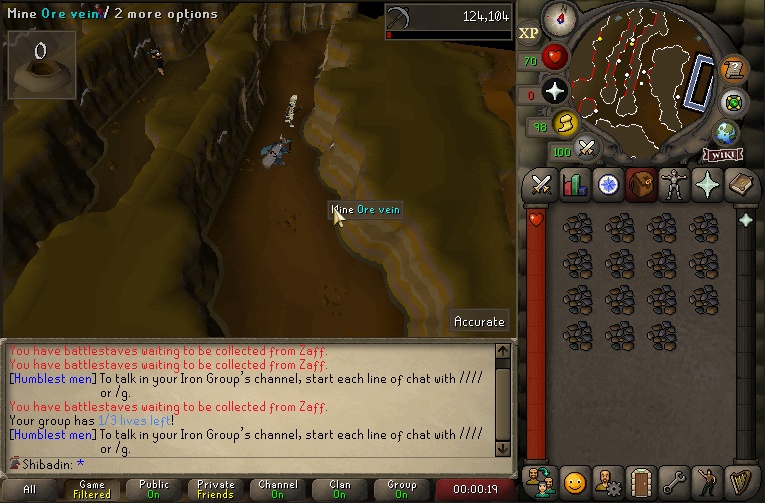 Mine Ore vein / 2 more options
0
124,104
XP
70
0
98
100
WIKI
Mine Ore vein
Accurate
You have battlestaves waiting to be collected from Zaff.
You have battlestaves waiting to be collected from Zaff.
[Humblest men] To talk in your Iron Group's channel, start each line of chat with ////
or /g.
You have battlestaves waiting to be collected from Zaff.
Your group has 1/3 lives left!
[Humblest men] To talk in your Iron Group's channel, start each line of chat with ////
or /g.
Shibadin: *
All
Game
Filtered
Public
On
Private
Friends
Channel
On
Clan
On
Group
On
00:00:19